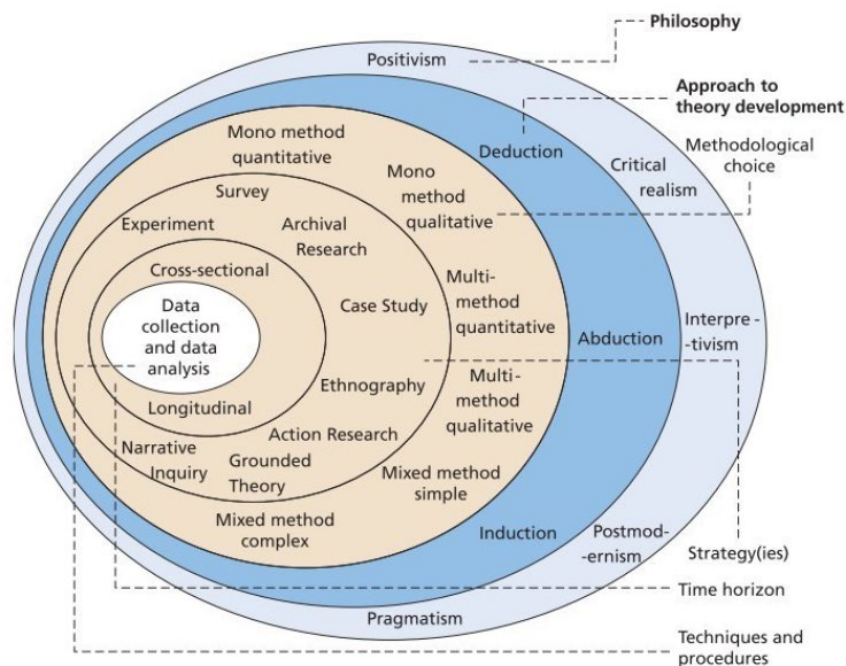 Philosophy
Positivism
Approach to
theory development
Mono method
quantitative
Deduction
Methodological
choice
Critical
realism
Mono
method
qualitative
Survey
Experiment
Archival
Research
Cross-sectional
Multi-
method
quantitative
Data
collection
and data
analysis
Case Study
Abduction
Interpre-
-tivism
Ethnography
Multi-
method
qualitative
Longitudinal
Action Research
Narrative
Inquiry
Grounded
Theory
Mixed method
simple
Mixed method
complex
Induction
Postmod-
-ernism
Strategy(ies)
Time horizon
Pragmatism
Techniques and
procedures